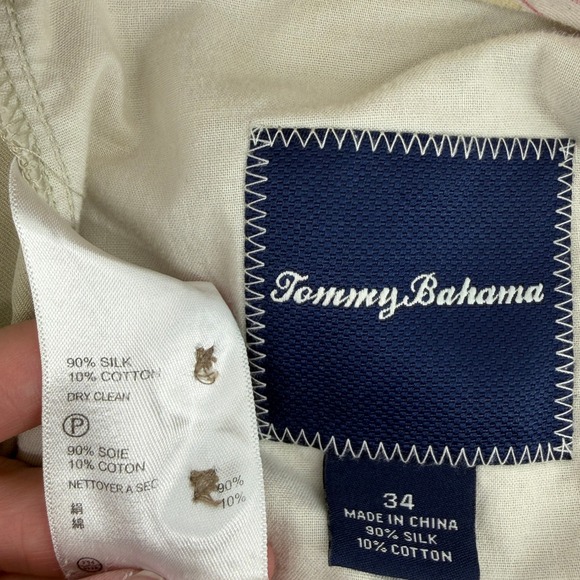 Tommy Bahama
34
MADE IN CHINA
90% SILK
10% COTTON
90% SILK
10% COTTON
DRY CLEAN
P
90% SOIE
10% COTON
NETTOYER A SEC
絹 90%
綿 10%